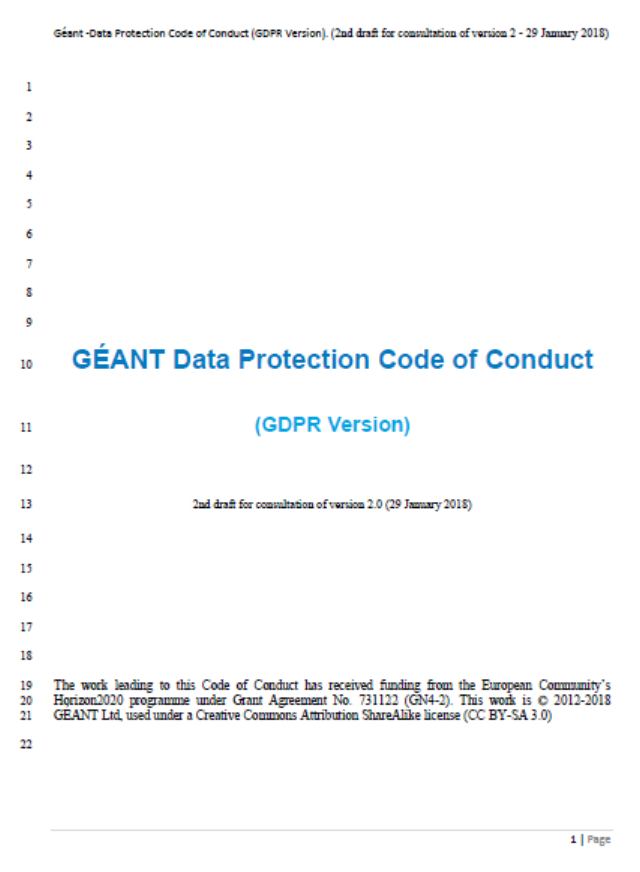 Géant -Data Protection Code of Conduct (GDPR Version). (2nd draft for consultation of version 2 - 29 January 2018)
1
2
3
4
5
6
7
8
9
10 GÉANT Data Protection Code of Conduct
11 (GDPR Version)
12
13 2nd draft for consultation of version 2.0 (29 January 2018)
14
15
16
17
18
19 The work leading to this Code of Conduct has received funding from the European Community’s
20 Horizon2020 programme under Grant Agreement No. 731122 (GN4-2). This work is © 2012-2018
21 GÉANT Ltd, used under a Creative Commons Attribution ShareAlike license (CC BY-SA 3.0)
22
1 | Page